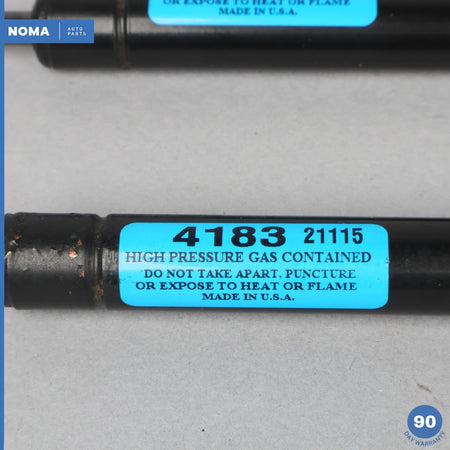 OR EXPOSE TO HEAT OR FLAME
MADE IN U.S.A.
NOMA AUTO PARTS
4183 21115
HIGH PRESSURE GAS CONTAINED
DO NOT TAKE APART, PUNCTURE
OR EXPOSE TO HEAT OR FLAME
MADE IN U.S.A.
90
DAY WARRANTY